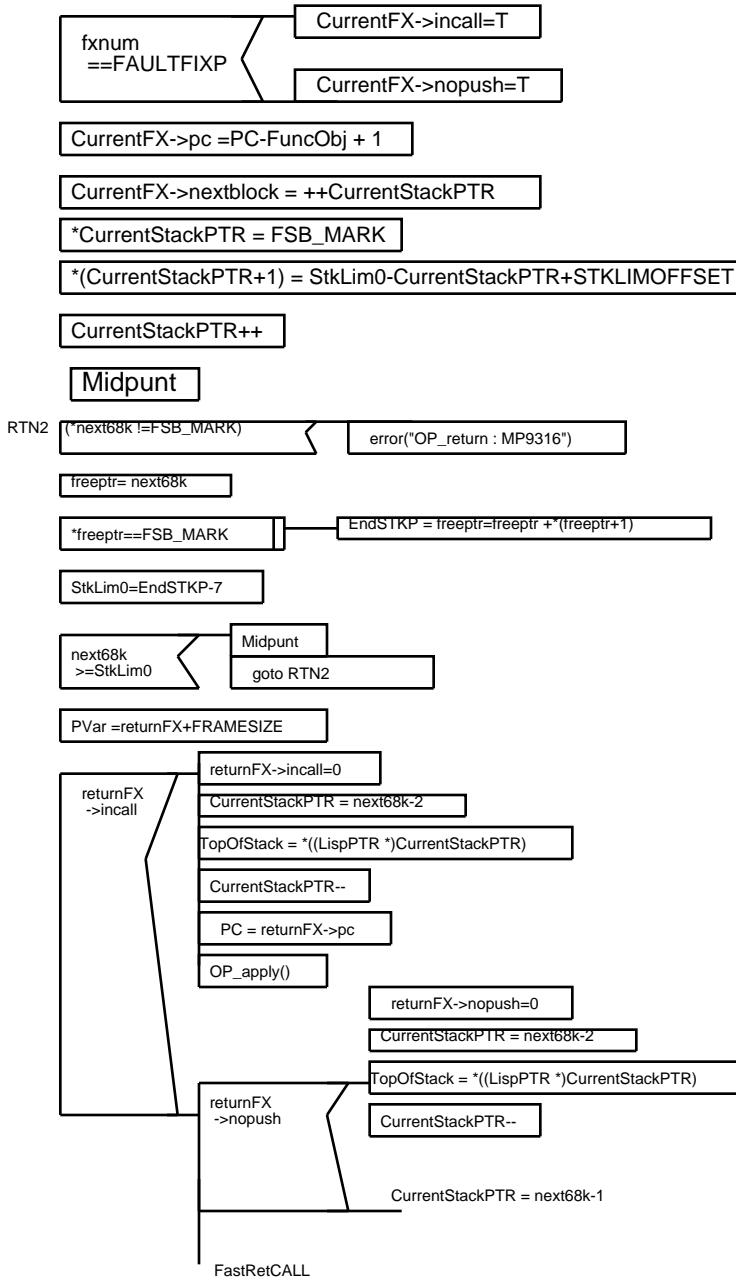 CurrentFX->incall=T
fxnum
==FAULTFIXP
CurrentFX->nopush=T
CurrentFX->pc =PC-FuncObj + 1
CurrentFX->nextblock = ++CurrentStackPTR
*CurrentStackPTR = FSB_MARK
*(CurrentStackPTR+1) = StkLim0-CurrentStackPTR+STKLIMOFFSET
CurrentStackPTR++
Midpunt
RTN2
(*next68k !=FSB_MARK)
error("OP_return : MP9316")
freeptr= next68k
*freeptr==FSB_MARK
EndSTKP = freeptr=freeptr +*(freeptr+1)
StkLim0=EndSTKP-7
next68k
>=StkLim0
Midpunt
goto RTN2
PVar =returnFX+FRAMESIZE
returnFX
->incall
returnFX->incall=0
CurrentStackPTR = next68k-2
TopOfStack = *((LispPTR *)CurrentStackPTR)
CurrentStackPTR--
PC = returnFX->pc
OP_apply()
returnFX->nopush=0
CurrentStackPTR = next68k-2
TopOfStack = *((LispPTR *)CurrentStackPTR)
returnFX
->nopush
CurrentStackPTR--
CurrentStackPTR = next68k-1
FastRetCALL